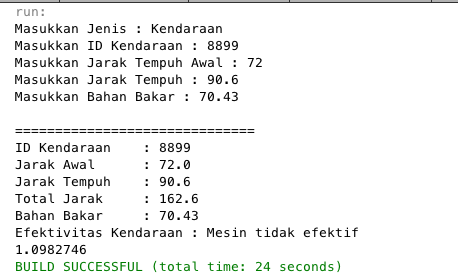 run:
Masukkan Jenis : Kendaraan
Masukkan ID Kendaraan : 8899
Masukkan Jarak Tempuh Awal : 72
Masukkan Jarak Tempuh : 90.6
Masukkan Bahan Bakar : 70.43
==============================
ID Kendaraan    : 8899
Jarak Awal      : 72.0
Jarak Tempuh    : 90.6
Total Jarak     : 162.6
Bahan Bakar     : 70.43
Efektivitas Kendaraan : Mesin tidak efektif
1.0982746
BUILD SUCCESSFUL (total time: 24 seconds)